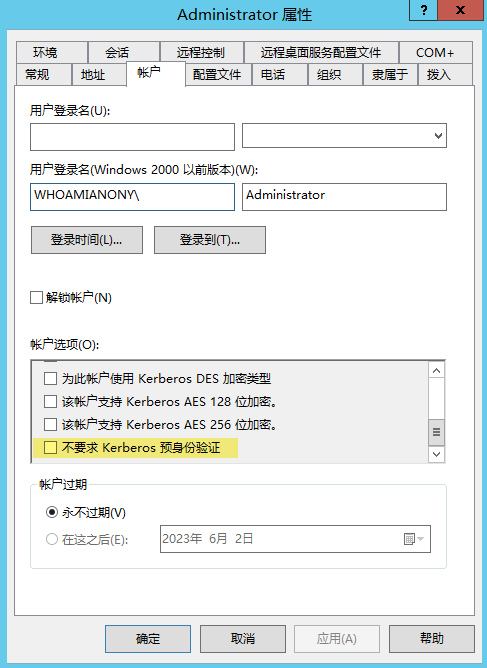 Administrator 属性
? x
环境 会话 远程控制 远程桌面服务配置文件 COM+
常规 地址 帐户 配置文件 电话 组织 隶属于 拨入
用户登录名(U):
用户登录名(Windows 2000 以前版本)(W):
WHOAMIANONY\ Administrator
登录时间(L)... 登录到(T)...
解锁帐户(N)
帐户选项(O):
为此帐户使用 Kerberos DES 加密类型
该帐户支持 Kerberos AES 128 位加密。
该帐户支持 Kerberos AES 256 位加密。
不要求 Kerberos 预身份验证
帐户过期
永不过期(V)
在这之后(E): 2023年 6月 2日
确定 取消 应用(A) 帮助